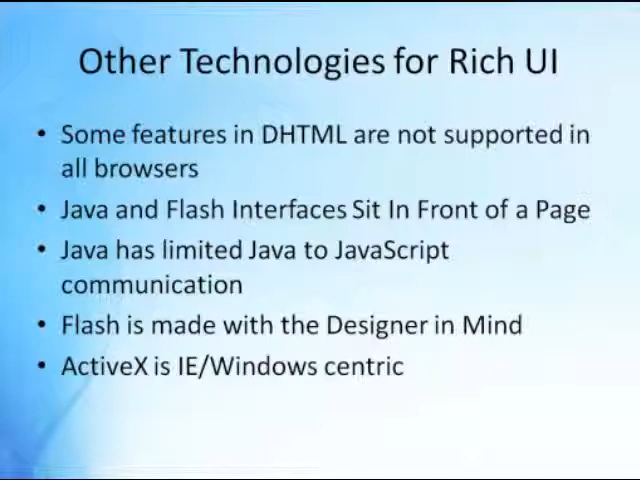 Other Technologies for Rich UI
• Some features in DHTML are not supported in
all browsers
• Java and Flash Interfaces Sit In Front of a Page
• Java has limited Java to JavaScript
communication
• Flash is made with the Designer in Mind
• ActiveX is IE/Windows centric